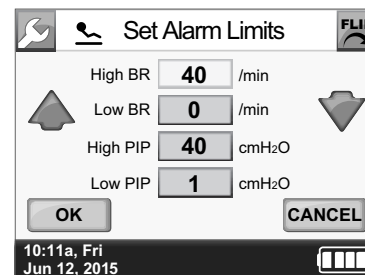 Set Alarm Limits
High BR 40 /min
Low BR 0 /min
High PIP 40 cmH2O
Low PIP 1 cmH2O
OK CANCEL
10:11a, Fri
Jun 12, 2015